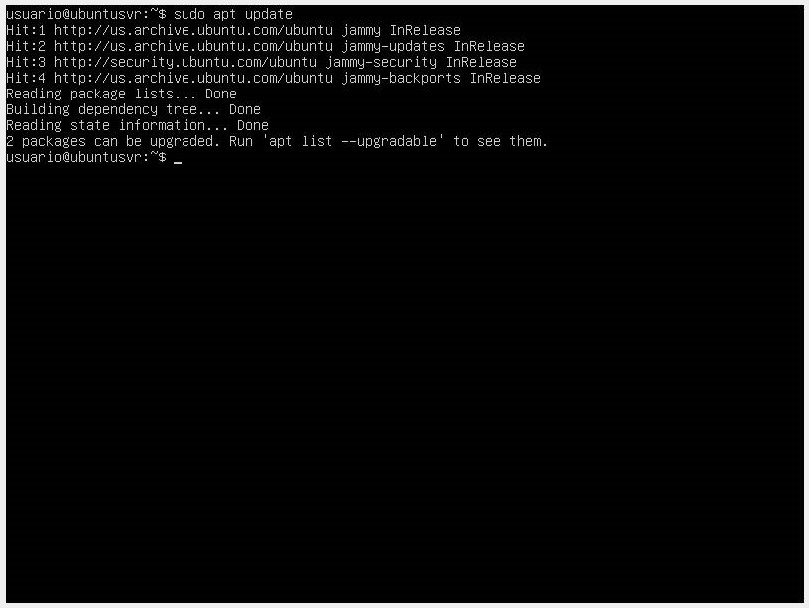 usuario@ubuntusvr:~$ sudo apt update
Hit:1 http://us.archive.ubuntu.com/ubuntu jammy InRelease
Hit:2 http://us.archive.ubuntu.com/ubuntu jammy-updates InRelease
Hit:3 http://security.ubuntu.com/ubuntu jammy-security InRelease
Hit:4 http://us.archive.ubuntu.com/ubuntu jammy-backports InRelease
Reading package lists... Done
Building dependency tree... Done
Reading state information... Done
2 packages can be upgraded. Run 'apt list --upgradable' to see them.
usuario@ubuntusvr:~$ _